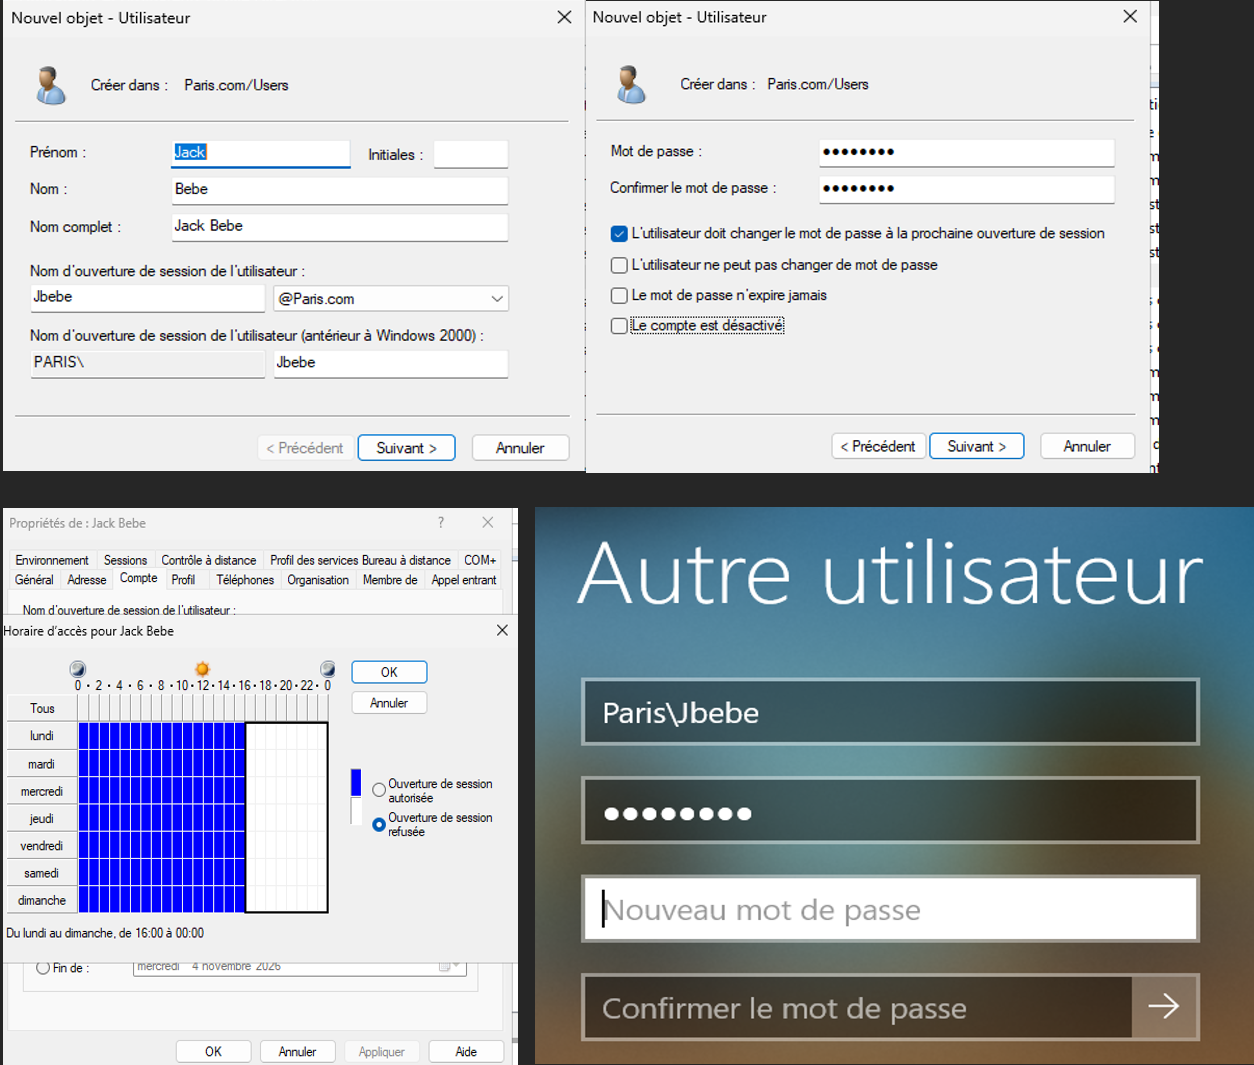 Nouvel objet - Utilisateur
Créer dans : Paris.com/Users
Prénom : Jack Initiales :
Nom : Bebe
Nom complet : Jack Bebe
Nom d'ouverture de session de l'utilisateur :
Jbebe @Paris.com
Nom d'ouverture de session de l'utilisateur (antérieur à Windows 2000) :
PARIS\ Jbebe
< Précédent Suivant > Annuler
Nouvel objet - Utilisateur
Créer dans : Paris.com/Users
Mot de passe : ••••••••
Confirmer le mot de passe : ••••••••
L'utilisateur doit changer le mot de passe à la prochaine ouverture de session
L'utilisateur ne peut pas changer de mot de passe
Le mot de passe n'expire jamais
Le compte est désactivé
< Précédent Suivant > Annuler
Propriétés de : Jack Bebe ?
Environnement Sessions Contrôle à distance Profil des services Bureau à distance COM+
Général Adresse Compte Profil Téléphones Organisation Membre de Appel entrant
Nom d'ouverture de session de l'utilisateur :
Horaire d'accès pour Jack Bebe
0 · 2 · 4 · 6 · 8 · 10 · 12 · 14 · 16 · 18 · 20 · 22 · 0
OK
Annuler
Tous
lundi
mardi
mercredi
jeudi
vendredi
samedi
dimanche
Ouverture de session
autorisée
Ouverture de session
refusée
Du lundi au dimanche, de 16:00 à 00:00
Fin de : mercredi 4 novembre 2026
OK Annuler Appliquer Aide
Autre utilisateur
Paris\Jbebe
••••••••
Nouveau mot de passe
Confirmer le mot de passe